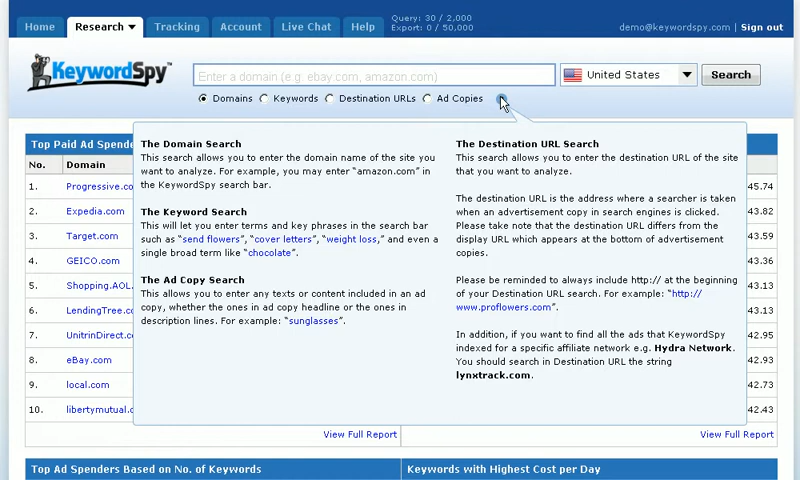 Home
Research
Tracking
Account
Live Chat
Help
Query: 30 / 2,000
Export: 0 / 50,000
demo@keywordspy.com | Sign out
KeywordSpy™
Enter a domain (e.g. ebay.com, amazon.com)
United States
Search
Domains
Keywords
Destination URLs
Ad Copies
Top Paid Ad Spende
No.
Domain
1. Progressive.co
45.74
2. Expedia.com
43.82
3. Target.com
43.59
4. GEICO.com
43.36
5. Shopping.AOL.
43.13
6. LendingTree.co
43.13
7. UnitrinDirect.c
42.95
8. eBay.com
42.93
9. local.com
42.73
10. libertymutual.c
42.43
The Domain Search
This search allows you to enter the domain name of the site you
want to analyze. For example, you may enter "amazon.com" in
the KeywordSpy search bar.
The Keyword Search
This will let you enter terms and key phrases in the search bar
such as "send flowers", "cover letters", "weight loss," and even a
single broad term like "chocolate".
The Ad Copy Search
This allows you to enter any texts or content included in an ad
copy, whether the ones in ad copy headline or the ones in
description lines. For example: "sunglasses".
The Destination URL Search
This search allows you to enter the destination URL of the site
that you want to analyze.
The destination URL is the address where a searcher is taken
when an advertisement copy in search engines is clicked.
Please take note that the destination URL differs from the
display URL which appears at the bottom of advertisement
copies.
Please be reminded to always include http:// at the beginning
of your Destination URL search. For example: "http://
www.proflowers.com".
In addition, if you want to find all the ads that KeywordSpy
indexed for a specific affiliate network e.g. Hydra Network.
You should search in Destination URL the string
lynxtrack.com.
View Full Report
View Full Report
Top Ad Spenders Based on No. of Keywords
Keywords with Highest Cost per Day